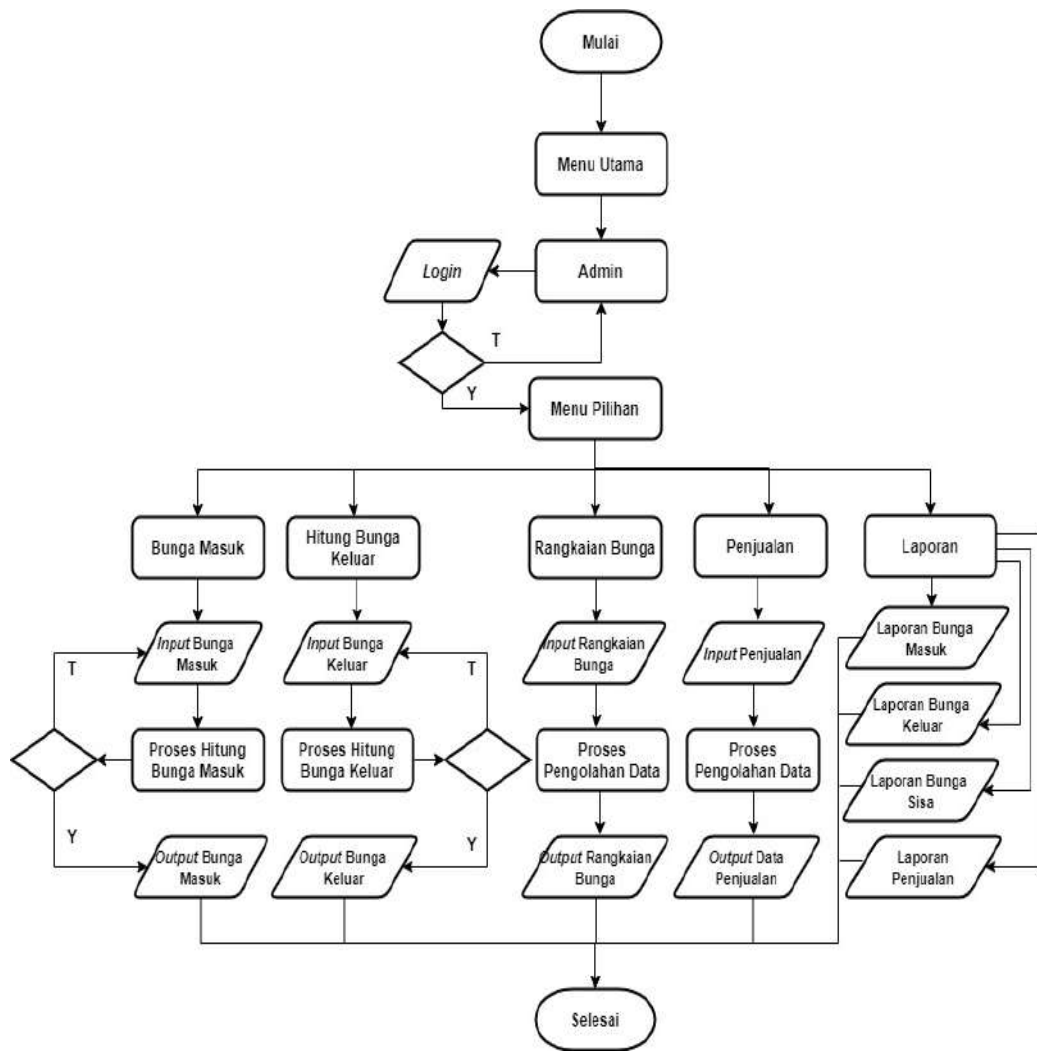 Mulai
Menu Utama
Login
Admin
T
Y
Menu Pilihan
Bunga Masuk
Hitung Bunga
Keluar
Rangkaian Bunga
Penjualan
Laporan
Input Bunga
Masuk
Input Bunga
Keluar
Input Rangkaian
Bunga
Input Penjualan
Laporan Bunga
Masuk
T
T
Proses Hitung
Bunga Masuk
Proses Hitung
Bunga Keluar
Proses
Pengolahan Data
Proses
Pengolahan Data
Laporan Bunga
Keluar
Laporan Bunga
Sisa
Y
Y
Output Bunga
Masuk
Output Bunga
Keluar
Output Rangkaian
Bunga
Output Data
Penjualan
Laporan
Penjualan
Selesai